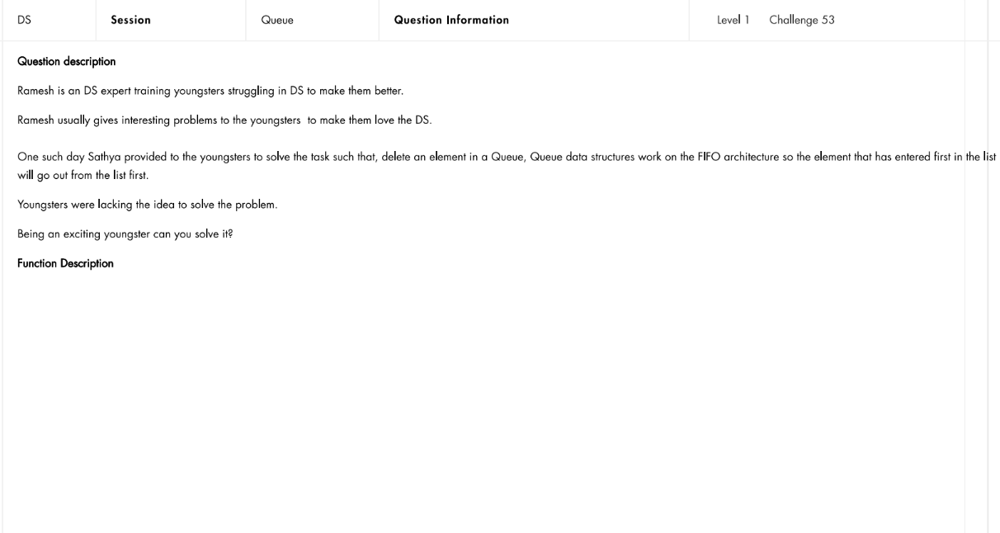 DS Session Queue Question Information Level 1 Challenge 53
Question description
Ramesh is an DS expert training youngsters struggling in DS to make them better.
Ramesh usually gives interesting problems to the youngsters to make them love the DS.
One such day Sathya provided to the youngsters to solve the task such that, delete an element in a Queue, Queue data structures work on the FIFO architecture so the element that has entered first in the list
will go out from the list first.
Youngsters were lacking the idea to solve the problem.
Being an exciting youngster can you solve it?
Function Description